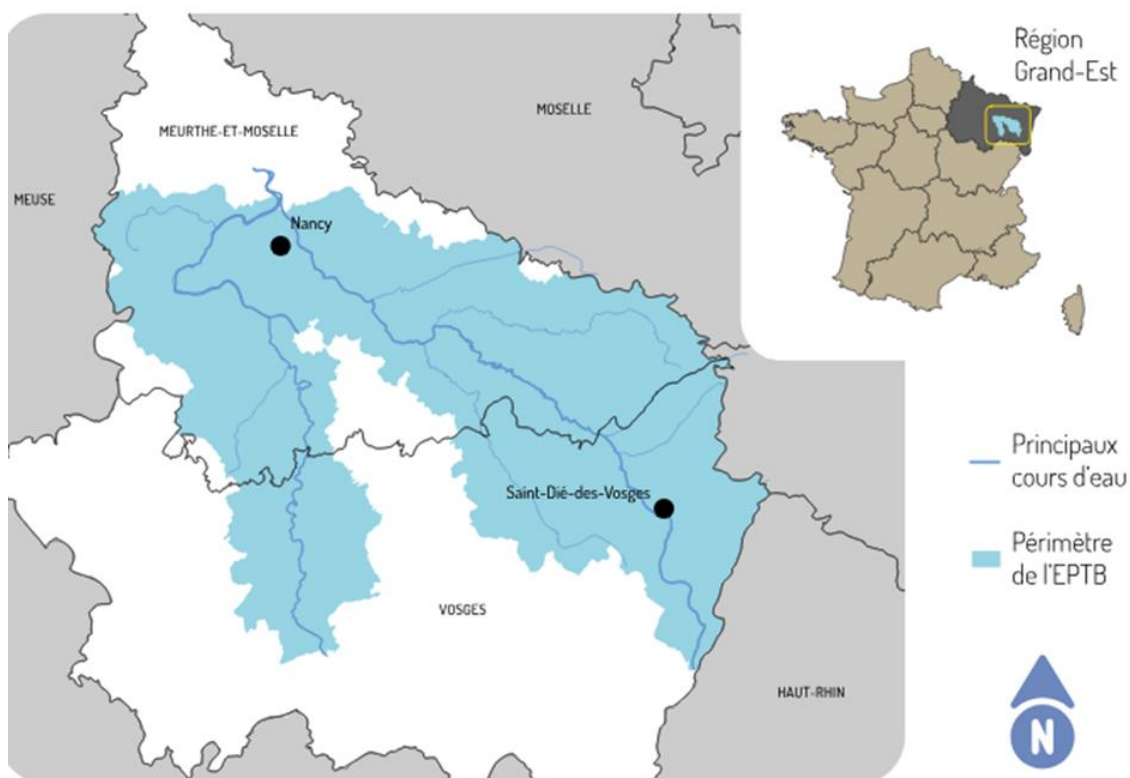 Région
Grand-Est
MOSELLE
MEURTHE-ET-MOSELLE
MEUSE
Nancy
Saint-Dié-des-Vosges
VOSGES
HAUT-RHIN
Principaux
cours d'eau
Périmètre
de l'EPTB
N